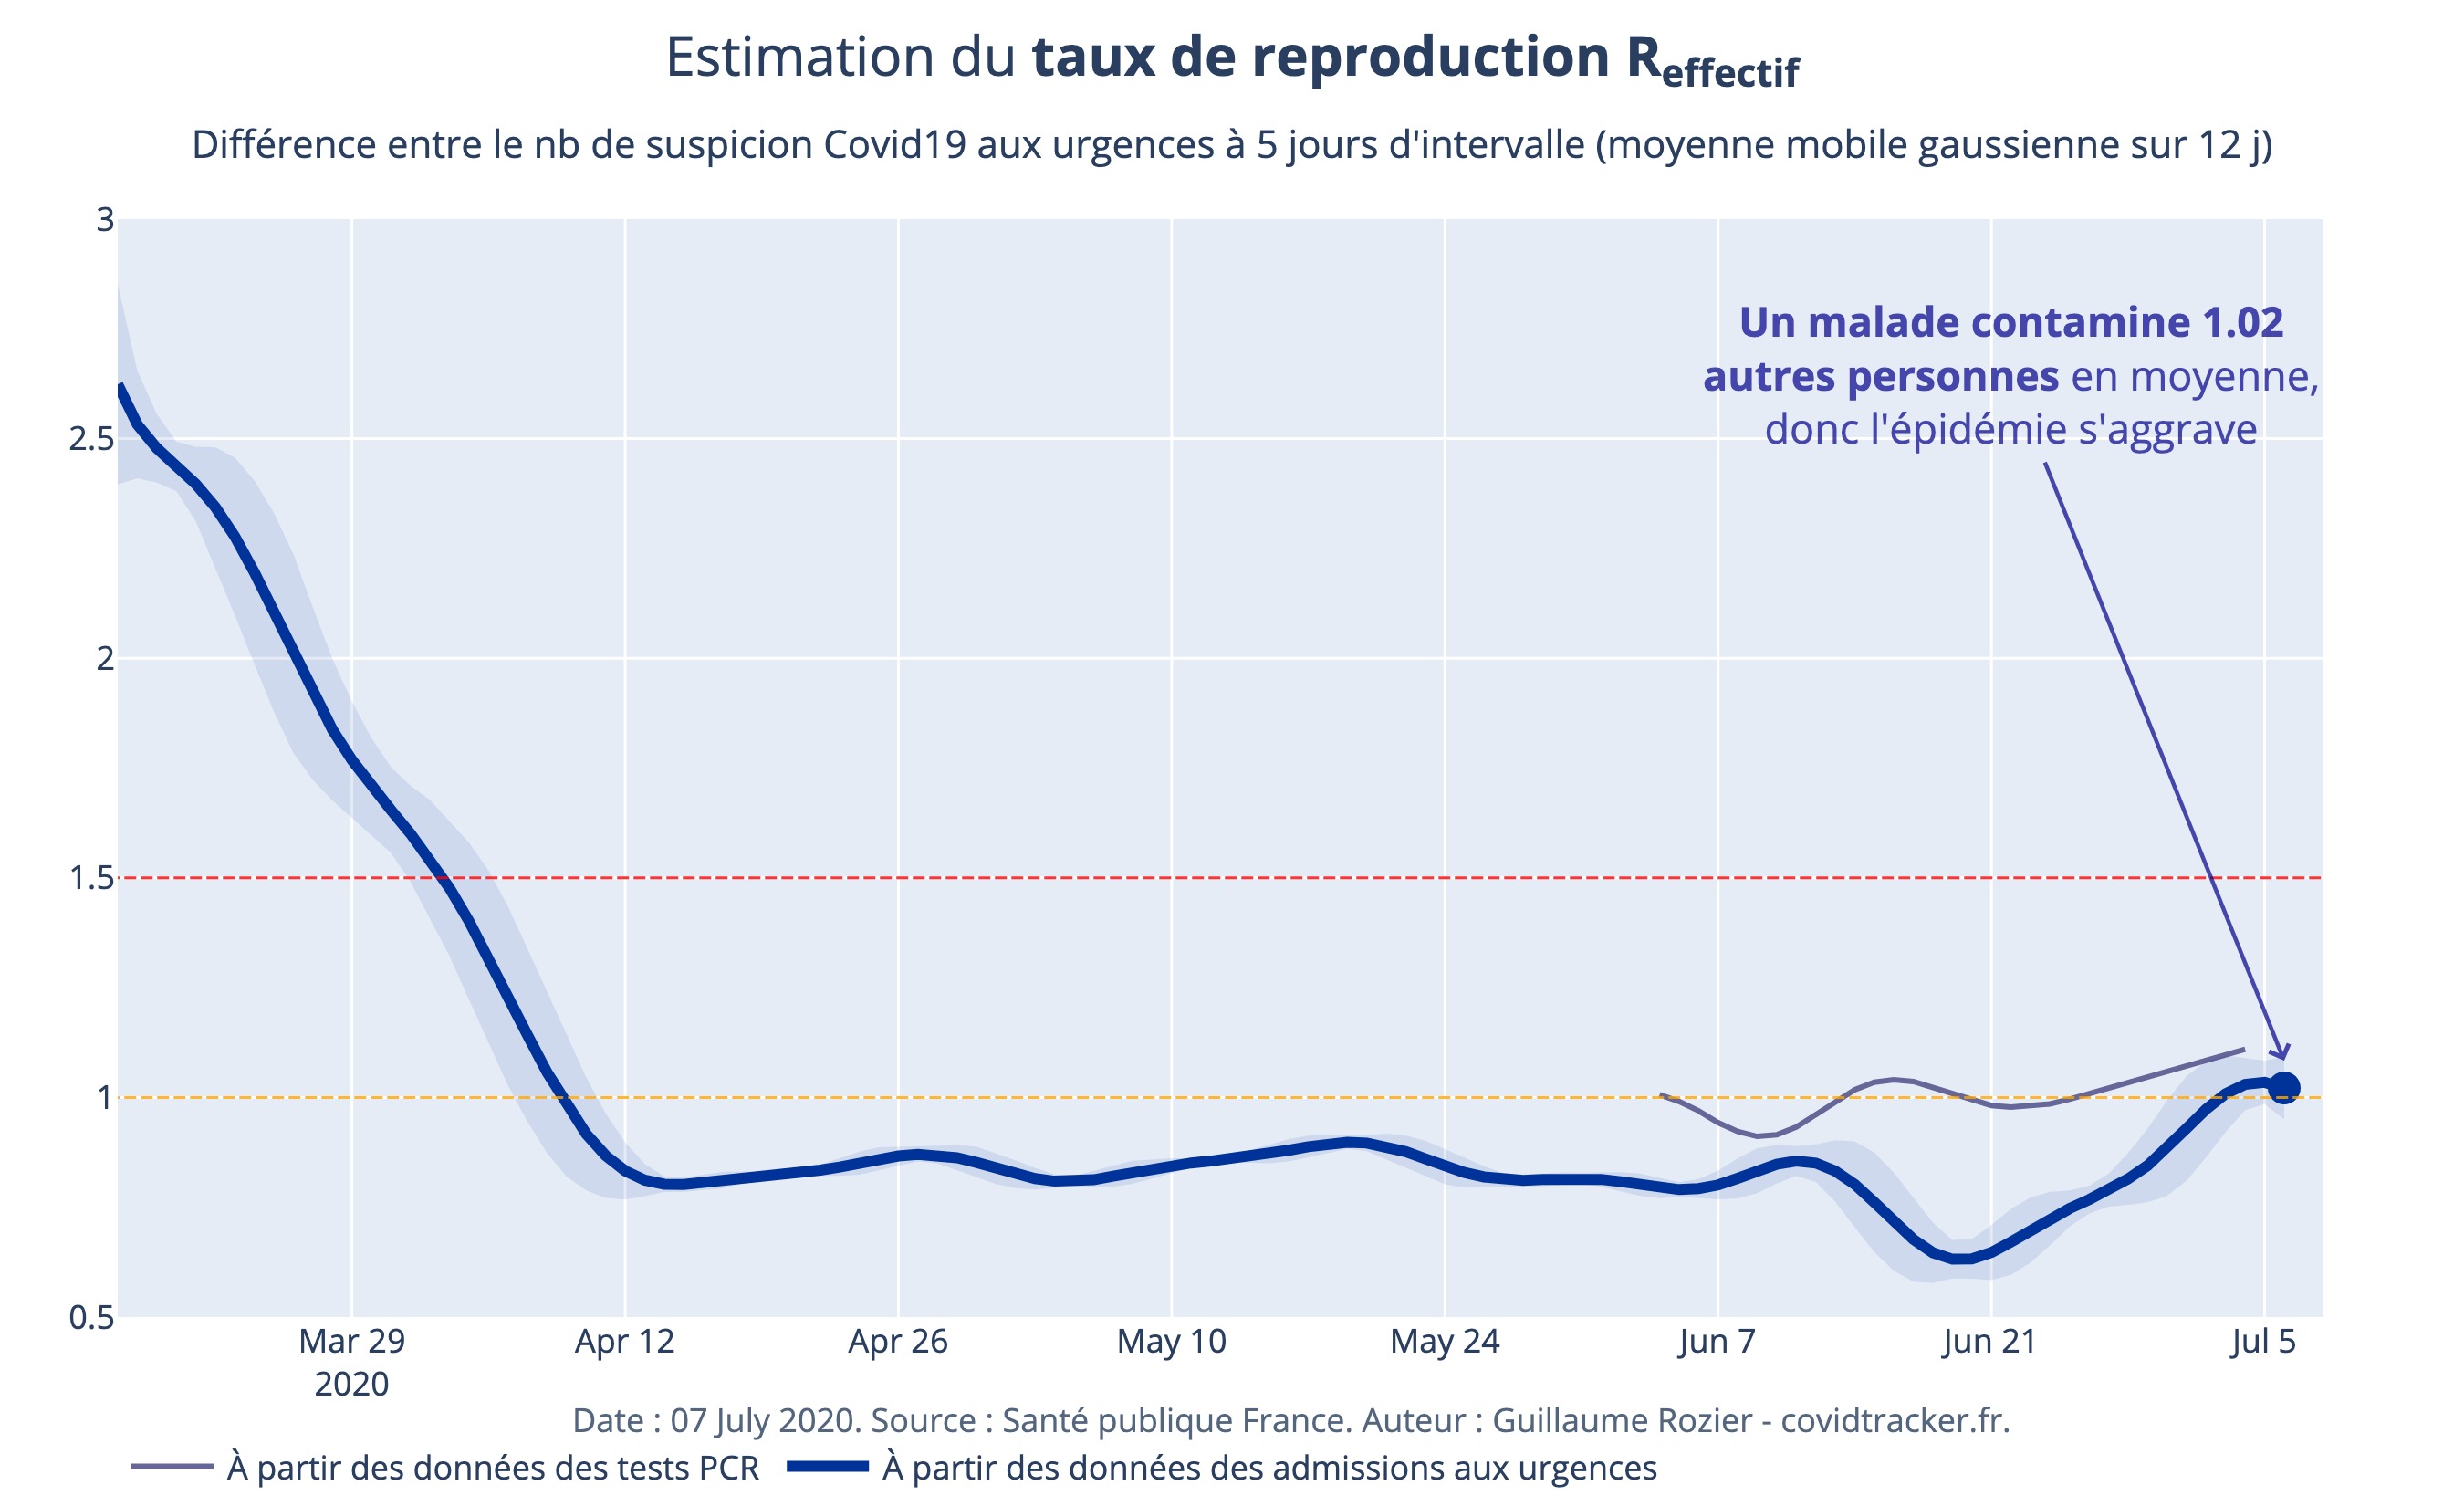 Estimation du taux de reproduction Reffectif
Différence entre le nb de suspicion Covid19 aux urgences à 5 jours d'intervalle (moyenne mobile gaussienne sur 12 j)
3
2.5
2
1.5
1
0.5
Un malade contamine 1.02
autres personnes en moyenne,
donc l'épidémie s'aggrave
Mar 29 Apr 12 Apr 26 May 10 May 24 Jun 7 Jun 21 Jul 5
2020
Date : 07 July 2020. Source : Santé publique France. Auteur : Guillaume Rozier - covidtracker.fr.
À partir des données des tests PCR À partir des données des admissions aux urgences